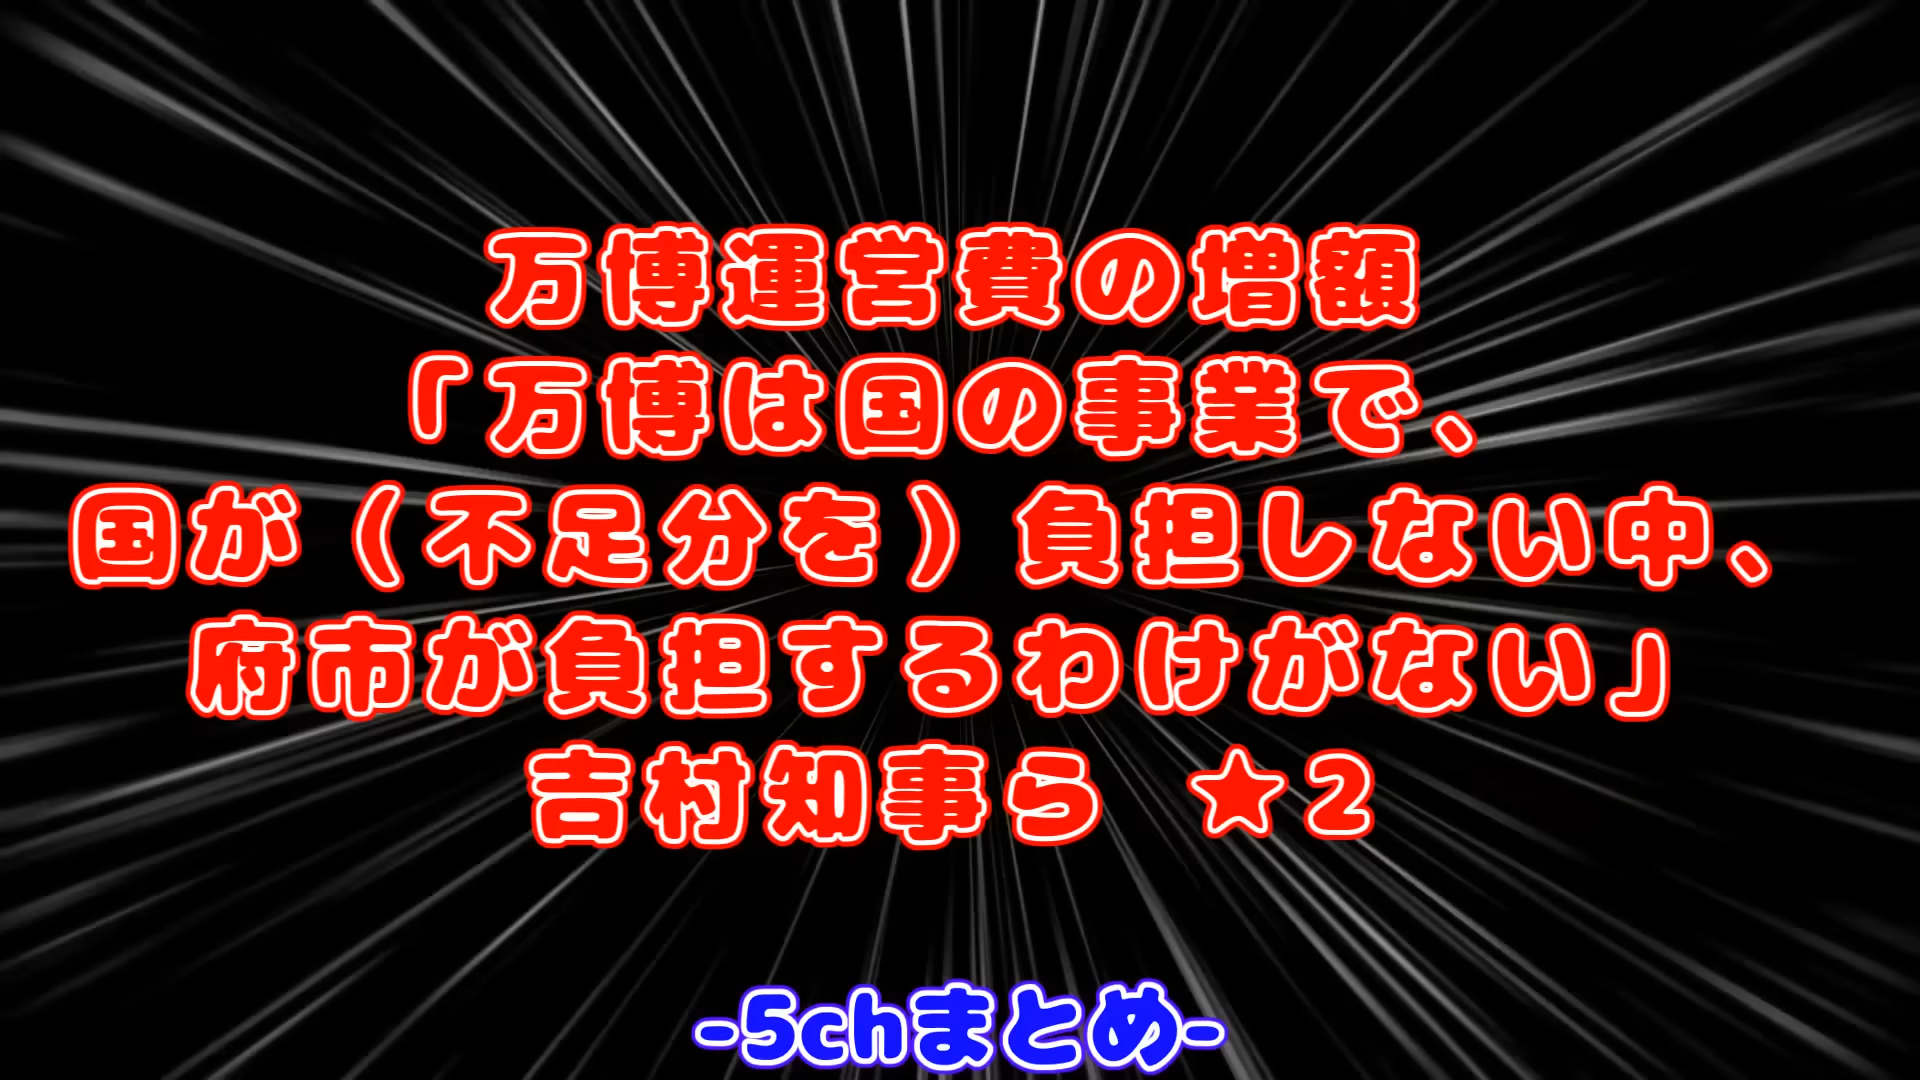 万博運営費の増額
「万博は国の事業で、
国が（不足分を）負担しない中、
府市が負担するわけがない」
吉村知事ら ★2
-5chまとめ-